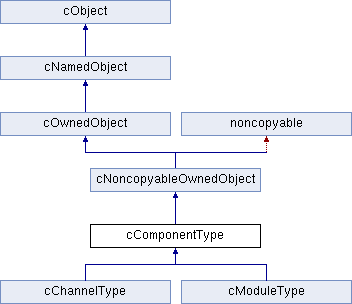 cObject
cNamedObject
cOwnedObject
noncopyable
cNoncopyableOwnedObject
cComponentType
cChannelType
cModuleType